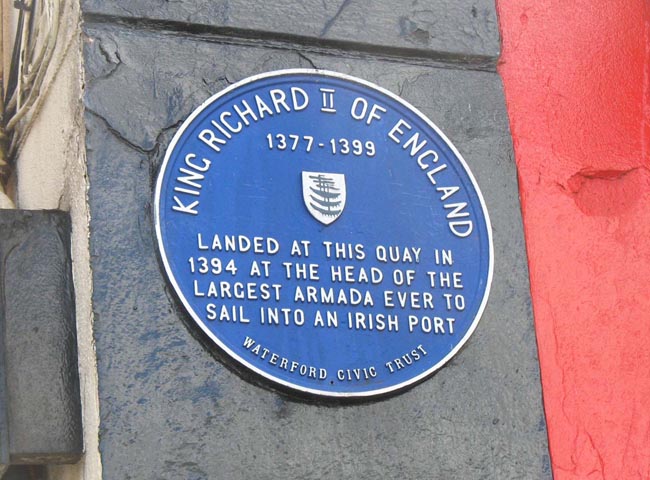 KING RICHARD II OF ENGLAND
1377-1399
LANDED AT THIS QUAY IN
1394 AT THE HEAD OF THE
LARGEST ARMADA EVER TO
SAIL INTO AN IRISH PORT
WATERFORD CIVIC TRUST